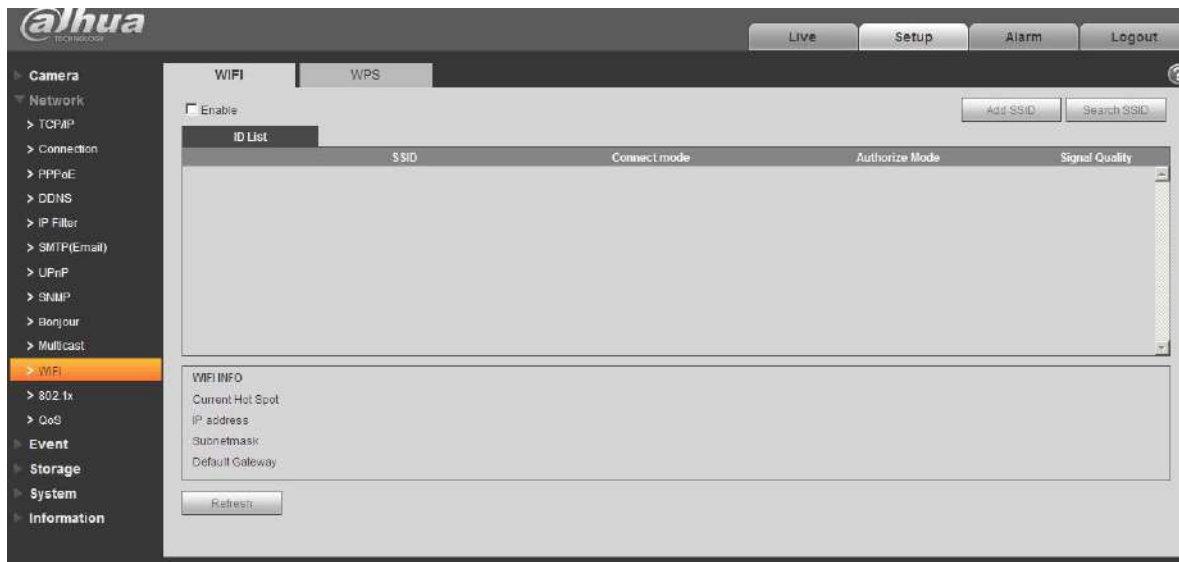 alhua
TECHNOLOGY
Live
Setup
Alarm
Logout
Camera
Network
> TCP/IP
> Connection
> PPPoE
> DDNS
> IP Filter
> SMTP(Email)
> UPnP
> SNMP
> Bonjour
> Multicast
> WIFI
> 802.1x
> QoS
Event
Storage
System
Information
WIFI
WPS
?
Enable
Add SSID
Search SSID
ID List
SSID Connect mode Authorize Mode Signal Quality
WIFI INFO
Current Hot Spot
IP address
Subnetmask
Default Gateway
Refresh